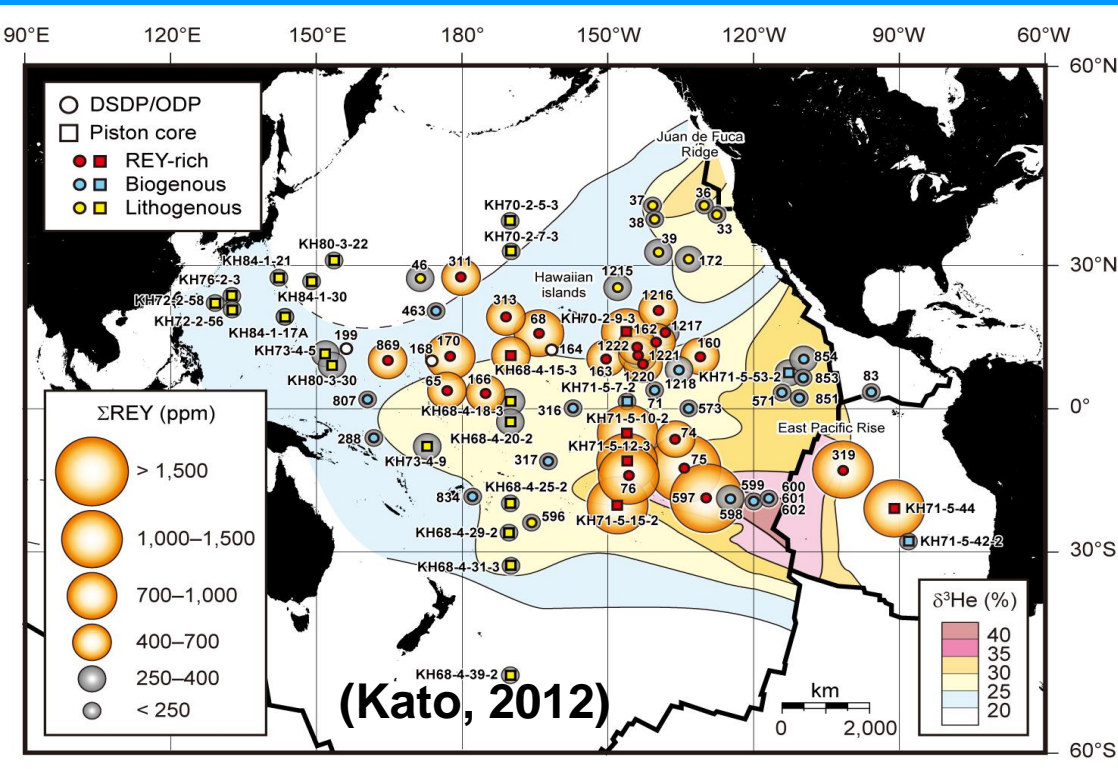 90°E 120°E 150°E 180° 150°W 120°W 90°W 60°W
60°N
DSDP/ODP
Piston core
REY-rich
Biogenous
Lithogenous
Juan de Fuca
Ridge
37
36
38
33
KH70-2-5-3
KH70-2-7-3
39
172
KH80-3-22
KH84-1-21
KH76-2-3
KH84-1-30
KH72-2-58
KH72-2-56
KH84-1-17A
46
311
30°N
Hawaiian
islands
1215
1216
463
313
68
KH70-2-9-3
162
1217
199
KH73-4-5
869
168
170
164
1222
163
1221
1220
160
KH80-3-30
KH68-4-15-3
KH71-5-53-2
854
853
83
65
166
KH71-5-7-2
1218
571
851
807
KH68-4-18-3
316
71
573
0°
KH71-5-10-2
East Pacific Rise
288
KH68-4-20-2
74
KH73-4-9
KH71-5-12-3
317
75
319
76
834
KH68-4-25-2
597
599
600
601
602
598
596
KH71-5-15-2
KH71-5-44
KH68-4-29-2
KH71-5-42-2
30°S
KH68-4-31-3
ΣREY (ppm)
> 1,500
1,000–1,500
700–1,000
400–700
250–400
< 250
δ³He (%)
40
35
30
25
20
KH68-4-39-2
(Kato, 2012)
km
0 2,000
60°S